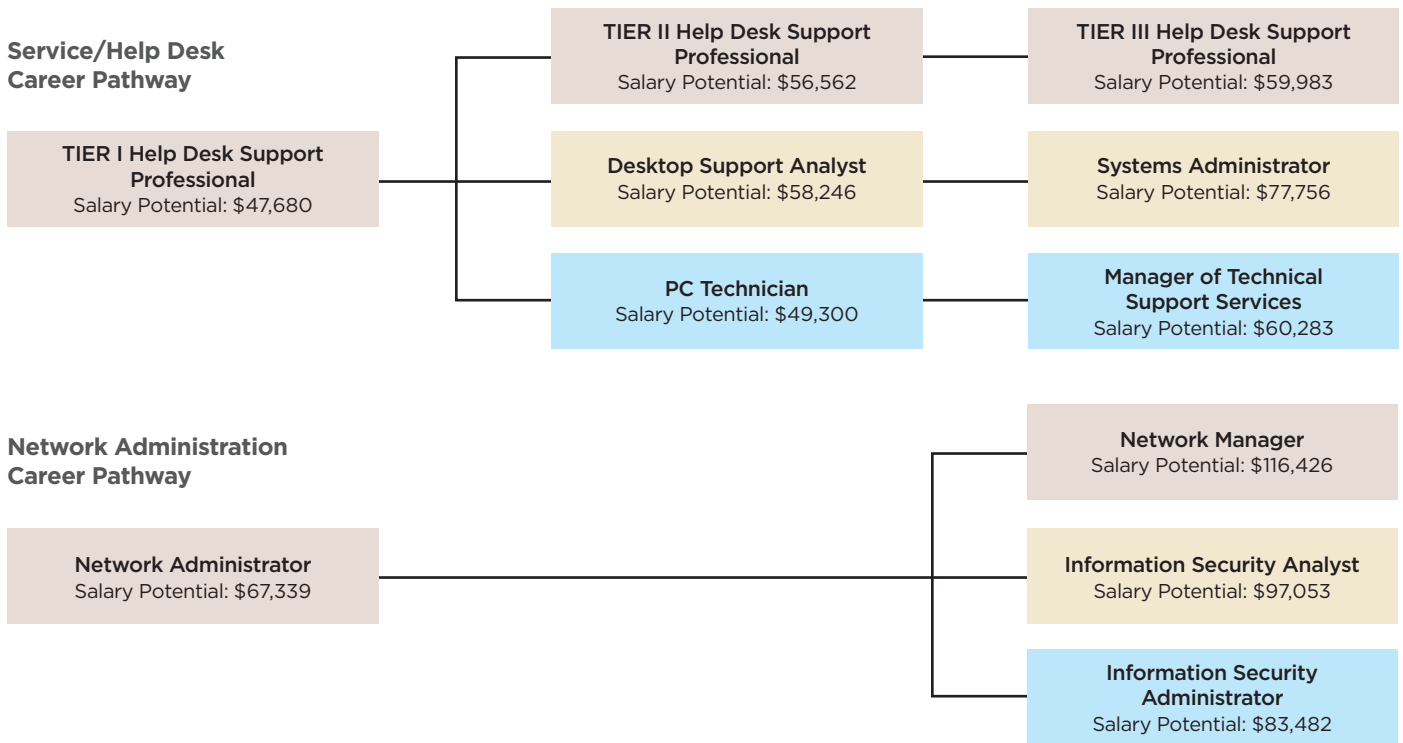 Service/Help Desk
Career Pathway
TIER I Help Desk Support
Professional
Salary Potential: $47,680
TIER II Help Desk Support
Professional
Salary Potential: $56,562
TIER III Help Desk Support
Professional
Salary Potential: $59,983
Desktop Support Analyst
Salary Potential: $58,246
Systems Administrator
Salary Potential: $77,756
PC Technician
Salary Potential: $49,300
Manager of Technical
Support Services
Salary Potential: $60,283
Network Administration
Career Pathway
Network Administrator
Salary Potential: $67,339
Network Manager
Salary Potential: $116,426
Information Security Analyst
Salary Potential: $97,053
Information Security
Administrator
Salary Potential: $83,482